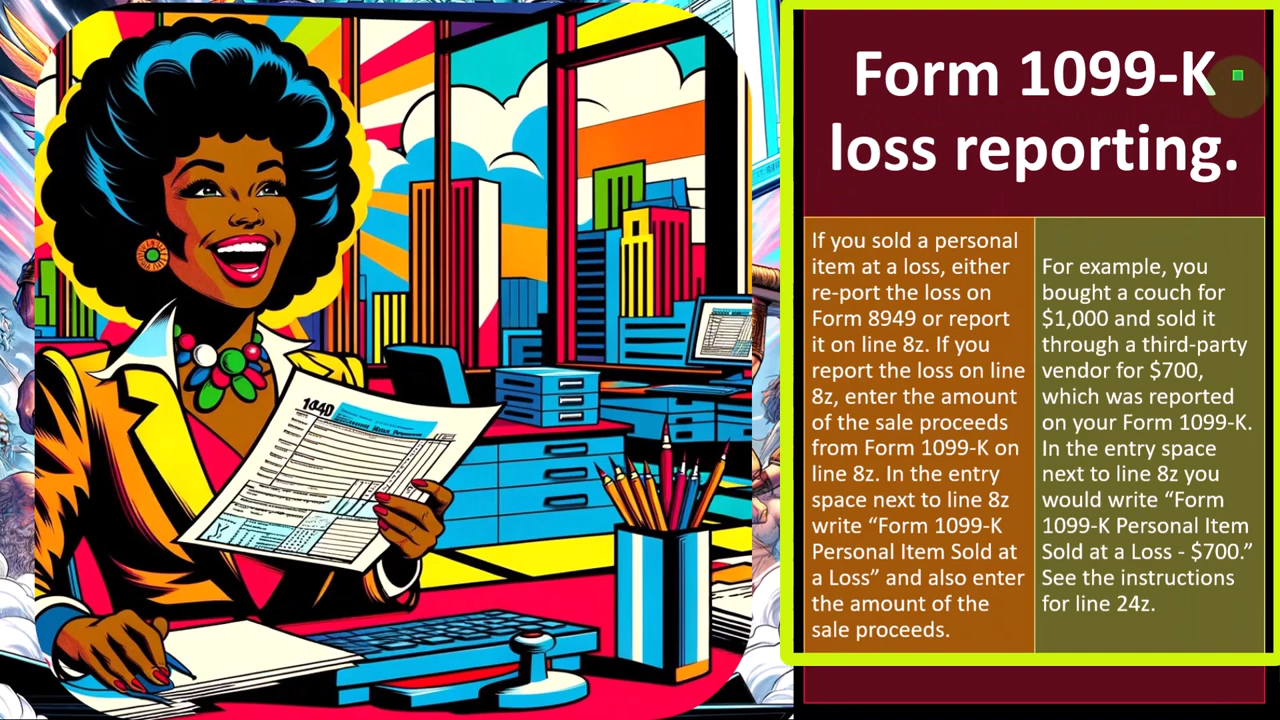 Form 1099-K
loss reporting.
If you sold a personal
item at a loss, either
re-port the loss on
Form 8949 or report
it on line 8z. If you
report the loss on line
8z, enter the amount
of the sale proceeds
from Form 1099-K on
line 8z. In the entry
space next to line 8z
write “Form 1099-K
Personal Item Sold at
a Loss” and also enter
the amount of the
sale proceeds.
For example, you
bought a couch for
$1,000 and sold it
through a third-party
vendor for $700,
which was reported
on your Form 1099-K.
In the entry space
next to line 8z you
would write “Form
1099-K Personal Item
Sold at a Loss - $700.”
See the instructions
for line 24z.
1040